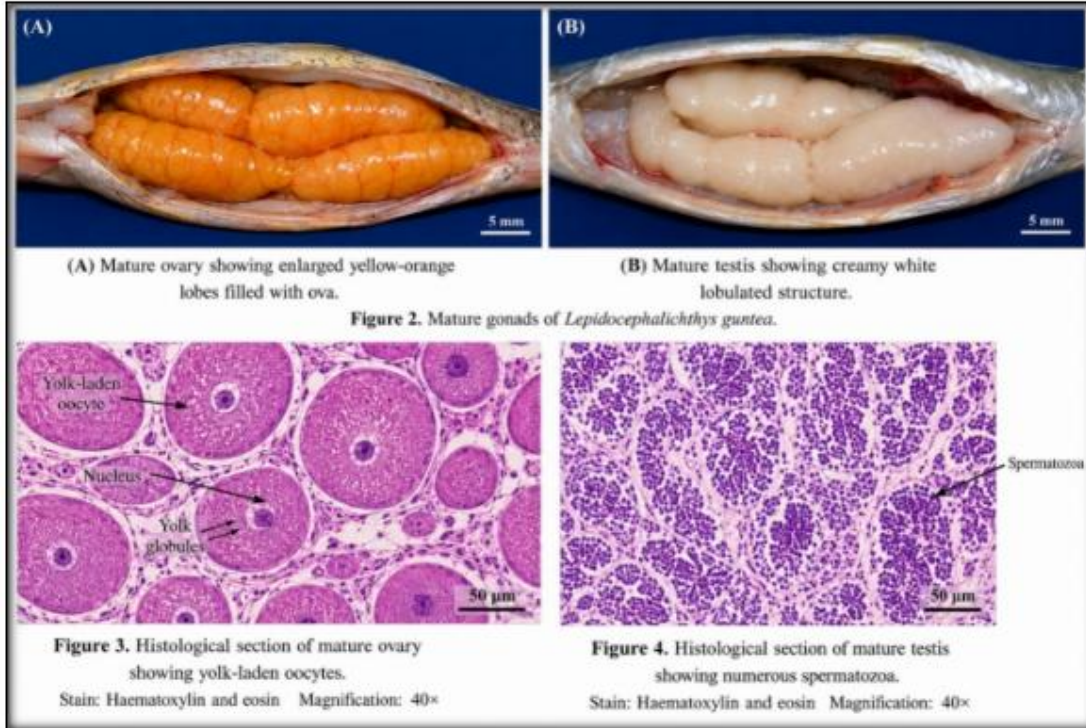 (A)
(B)
5 mm
5 mm
(A) Mature ovary showing enlarged yellow-orange
lobes filled with ova.
(B) Mature testis showing creamy white
lobulated structure.
Figure 2. Mature gonads of Lepidocephalichthys guntea.
Yolk-laden
oocyte
Nucleus
Yolk
globules
50 μm
Spermatozoa
50 μm
Figure 3. Histological section of mature ovary
showing yolk-laden oocytes.
Stain: Haematoxylin and eosin Magnification: 40×
Figure 4. Histological section of mature testis
showing numerous spermatozoa.
Stain: Haematoxylin and eosin Magnification: 40×